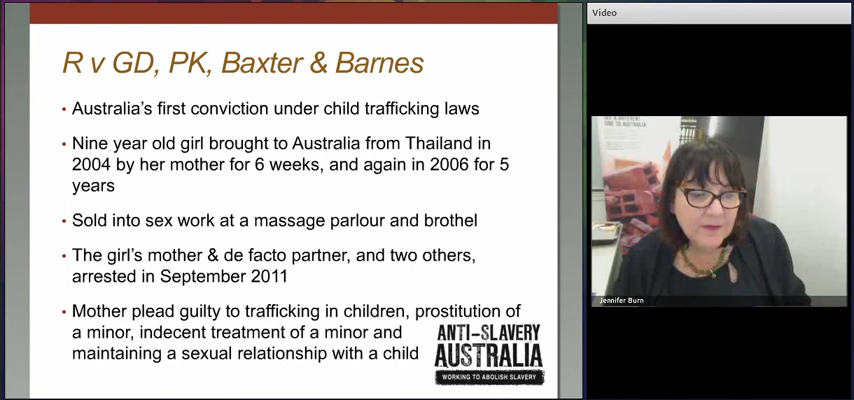 R v GD, PK, Baxter & Barnes
• Australia's first conviction under child trafficking laws
• Nine year old girl brought to Australia from Thailand in
2004 by her mother for 6 weeks, and again in 2006 for 5
years
• Sold into sex work at a massage parlour and brothel
• The girl's mother & de facto partner, and two others,
arrested in September 2011
• Mother plead guilty to trafficking in children, prostitution of
a minor, indecent treatment of a minor and
maintaining a sexual relationship with a child
ANTI-SLAVERY
AUSTRALIA
WORKING TO ABOLISH SLAVERY
Video
Jennifer Burn